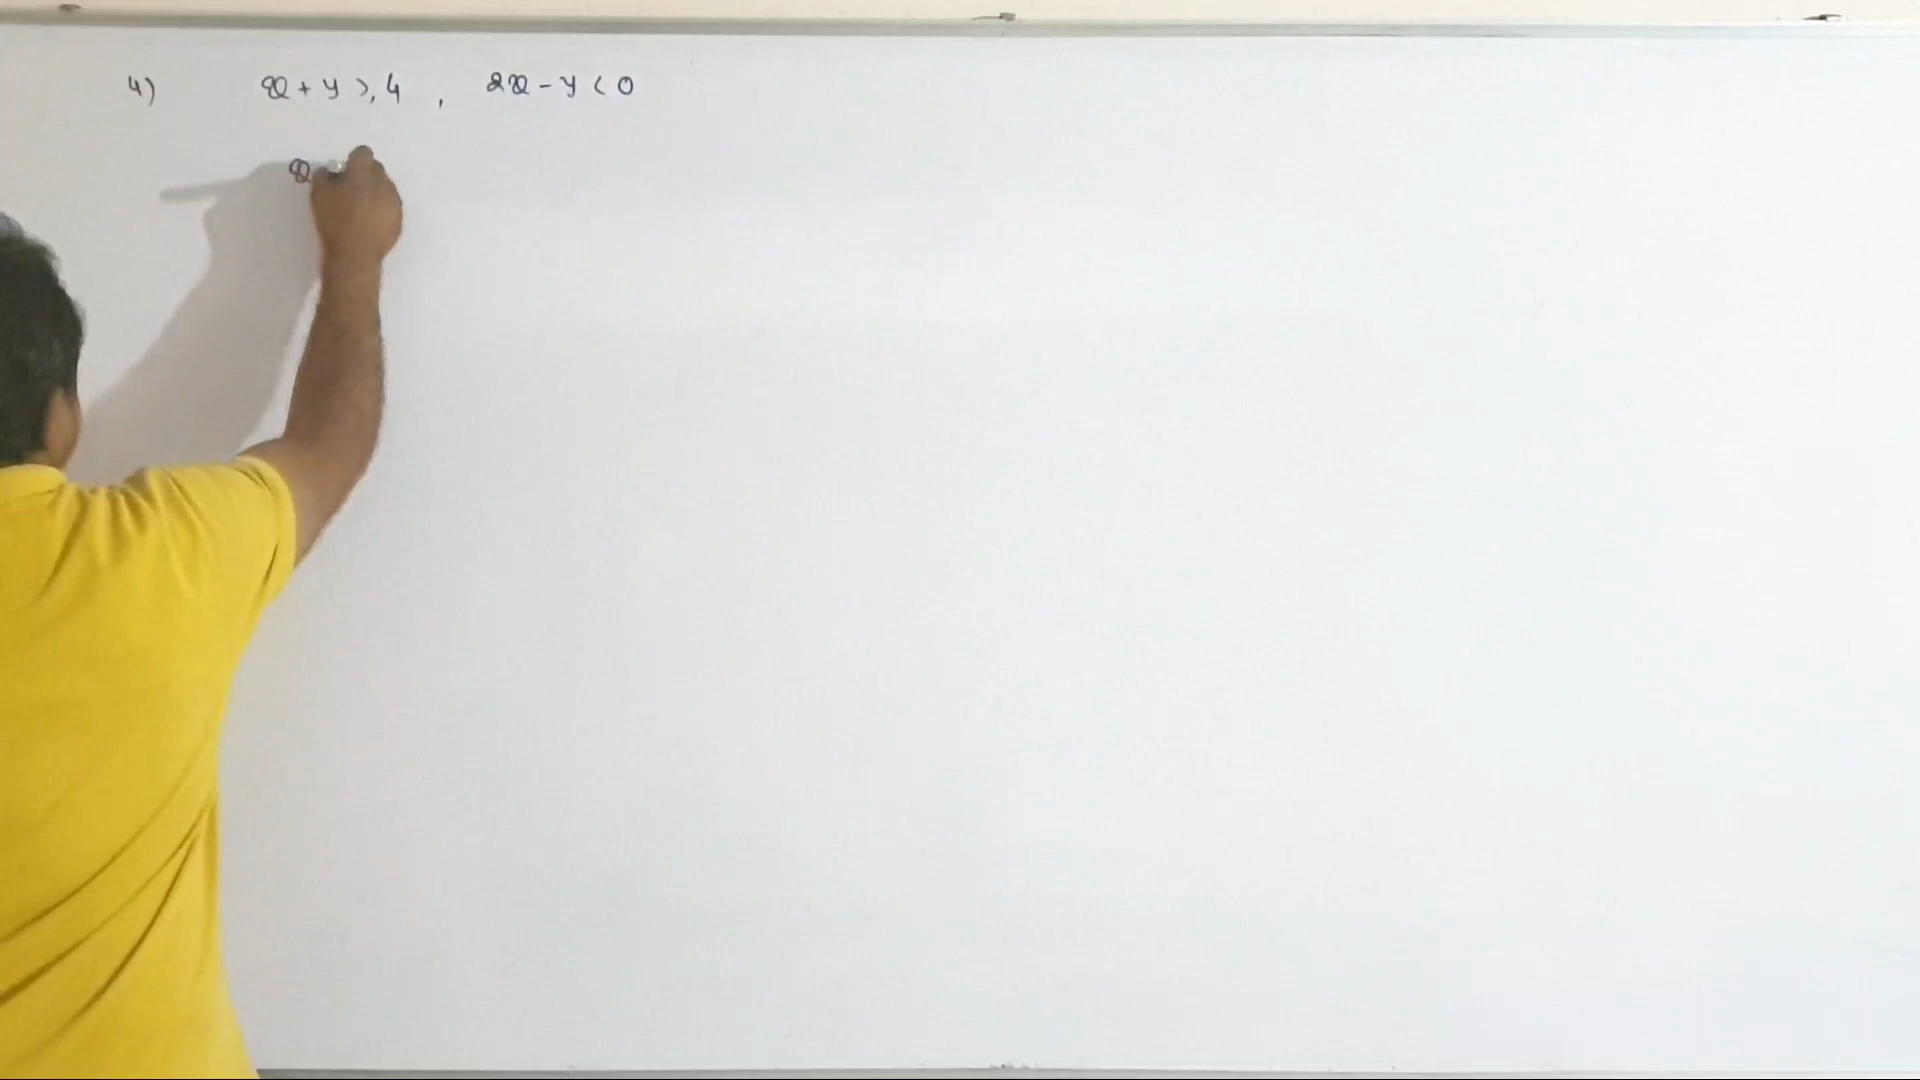 4) x + y ≥ 4 , 2x - y < 0
x